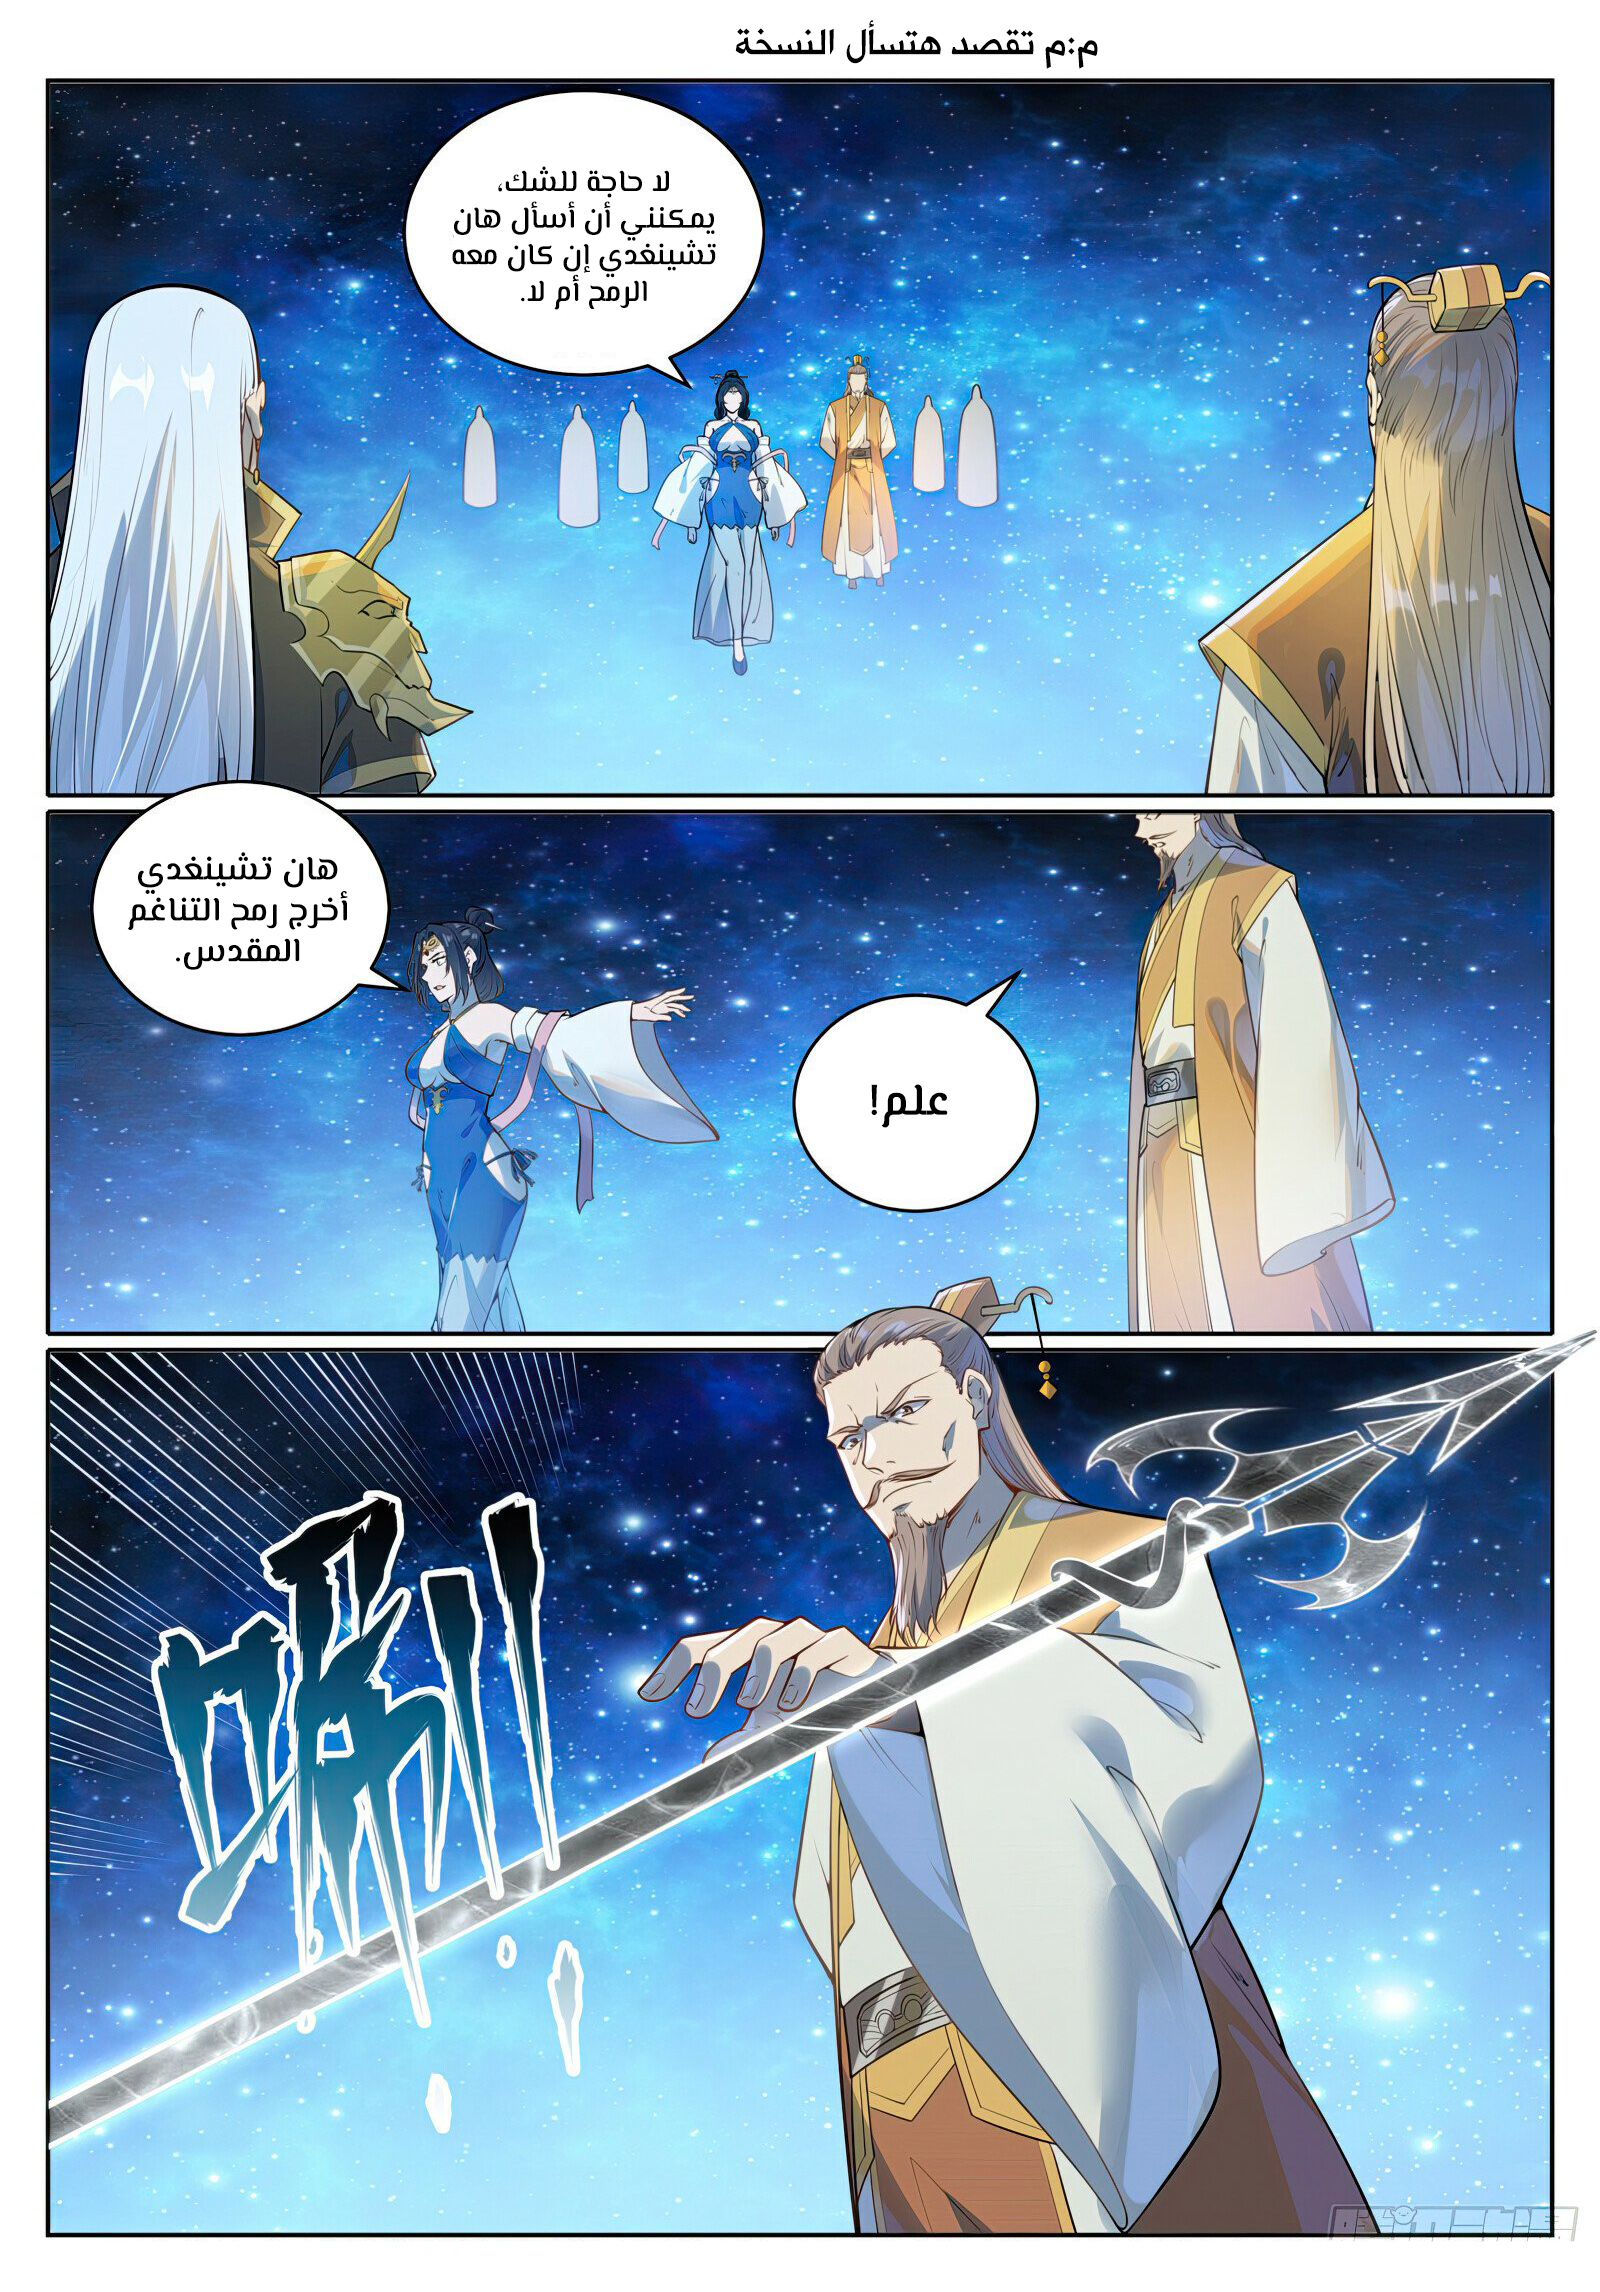 م:م تقصد هتسأل النسخة
لا حاجة للشك،
يمكنني أن أسأل هان
تشينغدي إن كان معه
الرمح أم لا.
هان تشينغدي
أخرج رمح التناغم
المقدس.
علم!
唰